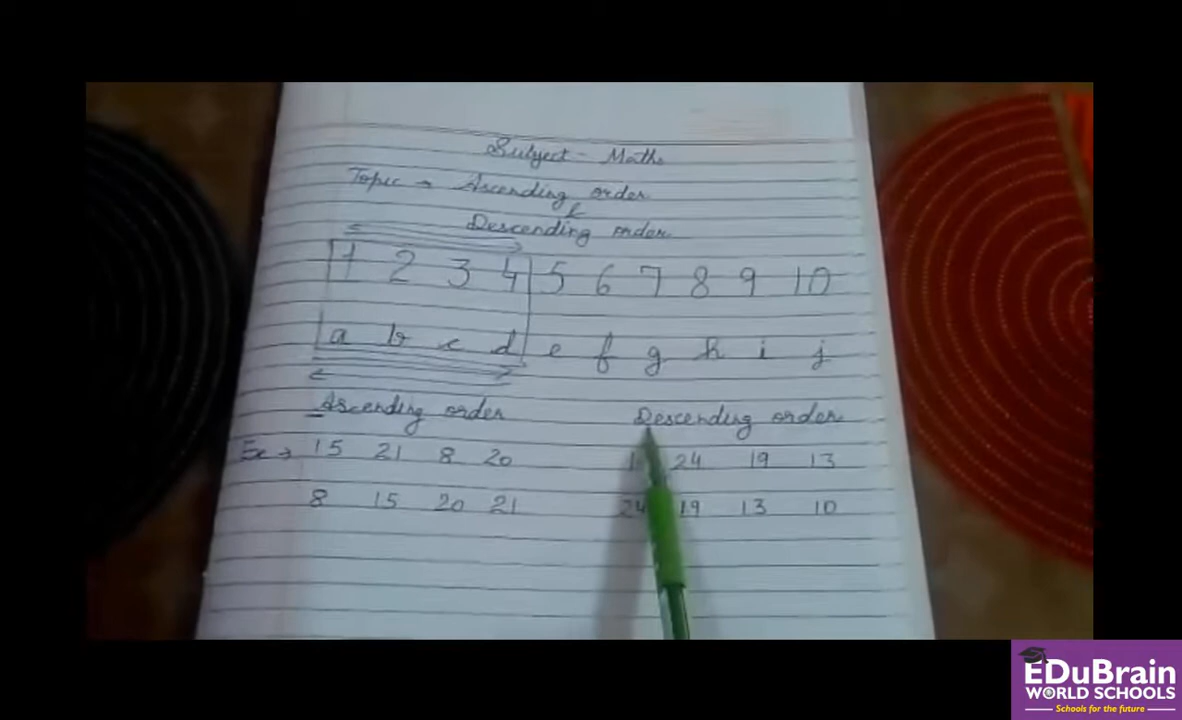 Subject - Maths
Topic → Ascending order
&
Descending order
1 2 3 4 5 6 7 8 9 10
a b c d e f g h i j
Ascending order Descending order
Ex → 15 21 8 20 24 19 13
8 15 20 21 24 19 13 10
EDuBrain
WORLD SCHOOLS
Schools for the future